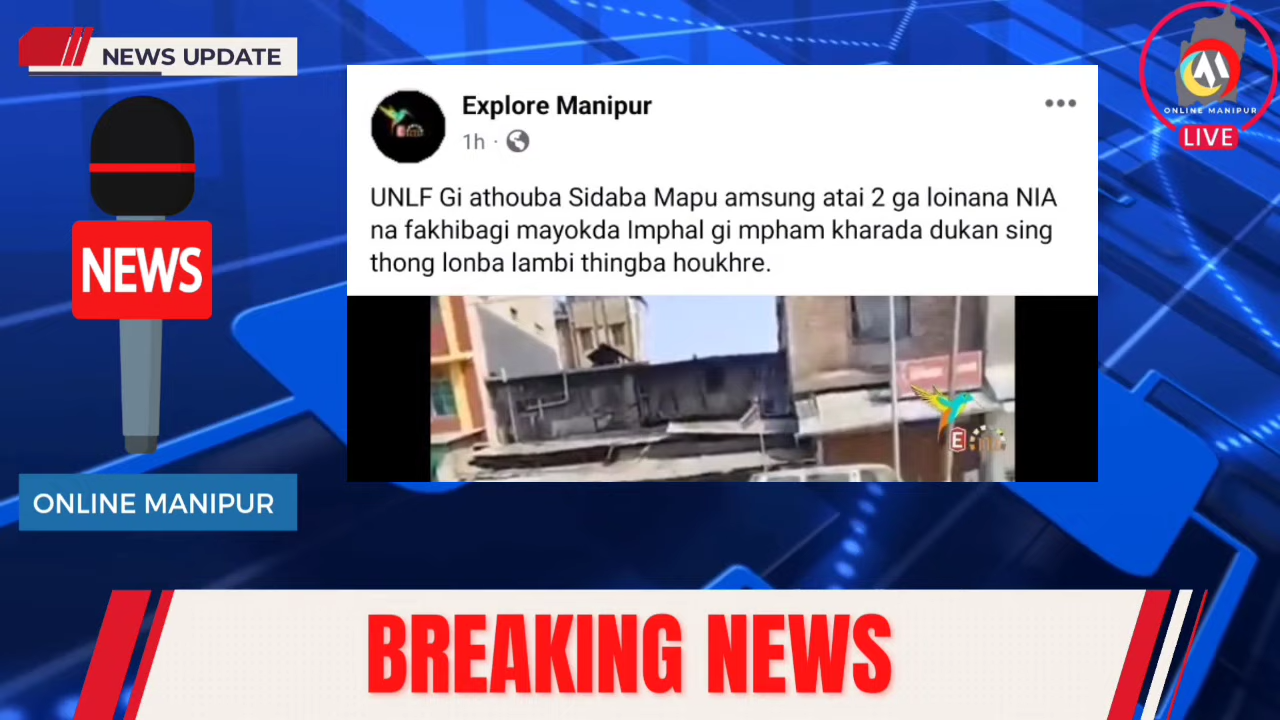 NEWS UPDATE
ONLINE MANIPUR
LIVE
Explore Manipur
1h ·
UNLF Gi athouba Sidaba Mapu amsung atai 2 ga loinana NIA
na fakhibagi mayokda Imphal gi mpham kharada dukan sing
thong lonba lambi thingba houkhre.
NEWS
E
ONLINE MANIPUR
BREAKING NEWS